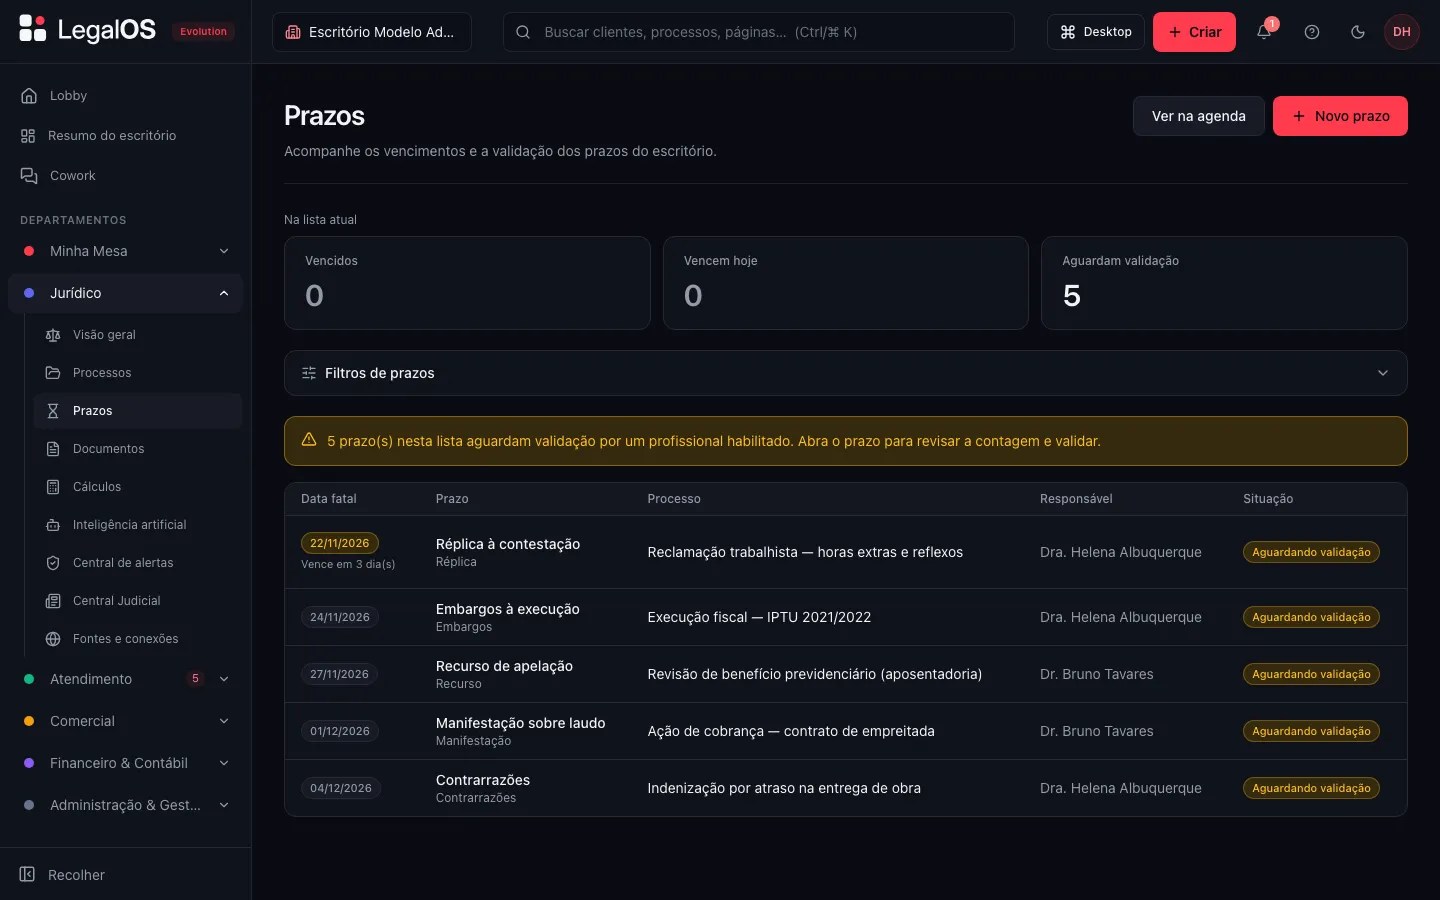 LegalOS Evolution
Escritório Modelo Ad...
Buscar clientes, processos, páginas... (Ctrl/⌘ K)
⌘ Desktop
+ Criar
1
DH
Lobby
Resumo do escritório
Cowork
DEPARTAMENTOS
Minha Mesa
Jurídico
Visão geral
Processos
Prazos
Documentos
Cálculos
Inteligência artificial
Central de alertas
Central Judicial
Fontes e conexões
Atendimento 5
Comercial
Financeiro & Contábil
Administração & Gest...
Recolher
Prazos
Acompanhe os vencimentos e a validação dos prazos do escritório.
Ver na agenda
+ Novo prazo
Na lista atual
Vencidos
0
Vencem hoje
0
Aguardam validação
5
Filtros de prazos
5 prazo(s) nesta lista aguardam validação por um profissional habilitado. Abra o prazo para revisar a contagem e validar.
Data fatal Prazo Processo Responsável Situação
22/11/2026 Réplica à contestação Reclamação trabalhista — horas extras e reflexos Dra. Helena Albuquerque Aguardando validação
Vence em 3 dia(s) Réplica
24/11/2026 Embargos à execução Execução fiscal — IPTU 2021/2022 Dra. Helena Albuquerque Aguardando validação
Embargos
27/11/2026 Recurso de apelação Revisão de benefício previdenciário (aposentadoria) Dr. Bruno Tavares Aguardando validação
Recurso
01/12/2026 Manifestação sobre laudo Ação de cobrança — contrato de empreitada Dr. Bruno Tavares Aguardando validação
Manifestação
04/12/2026 Contrarrazões Indenização por atraso na entrega de obra Dra. Helena Albuquerque Aguardando validação
Contrarrazões